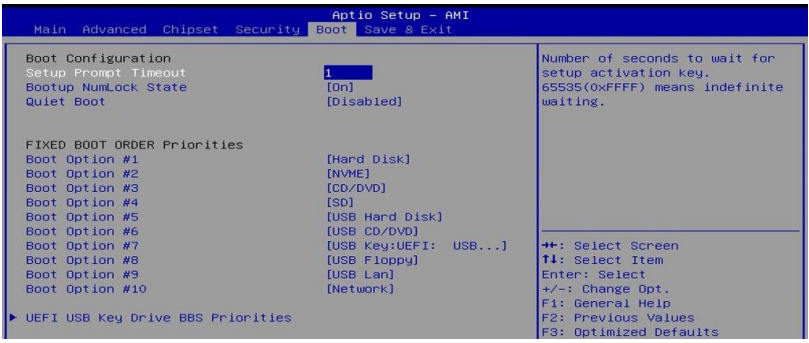 Aptio Setup – AMI
Main Advanced Chipset Security Boot Save & Exit
Boot Configuration
Setup Prompt Timeout 1
Bootup NumLock State [On]
Quiet Boot [Disabled]
FIXED BOOT ORDER Priorities
Boot Option #1 [Hard Disk]
Boot Option #2 [NVME]
Boot Option #3 [CD/DVD]
Boot Option #4 [SD]
Boot Option #5 [USB Hard Disk]
Boot Option #6 [USB CD/DVD]
Boot Option #7 [USB Key:UEFI: USB...]
Boot Option #8 [USB Floppy]
Boot Option #9 [USB Lan]
Boot Option #10 [Network]
▶ UEFI USB Key Drive BBS Priorities
Number of seconds to wait for
setup activation key.
65535(0xFFFF) means indefinite
waiting.
→←: Select Screen
↑↓: Select Item
Enter: Select
+/-: Change Opt.
F1: General Help
F2: Previous Values
F3: Optimized Defaults